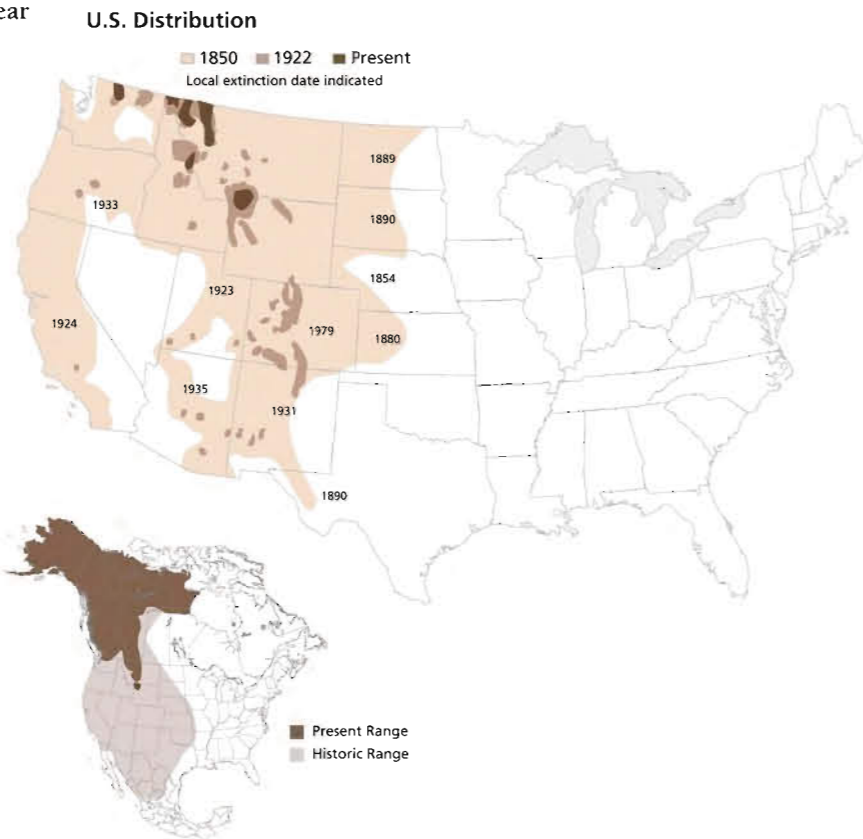 ear
U.S. Distribution
1850 1922 Present
Local extinction date indicated
1889
1933
1890
1854
1923
1924
1979
1880
1935
1931
1890
Present Range
Historic Range